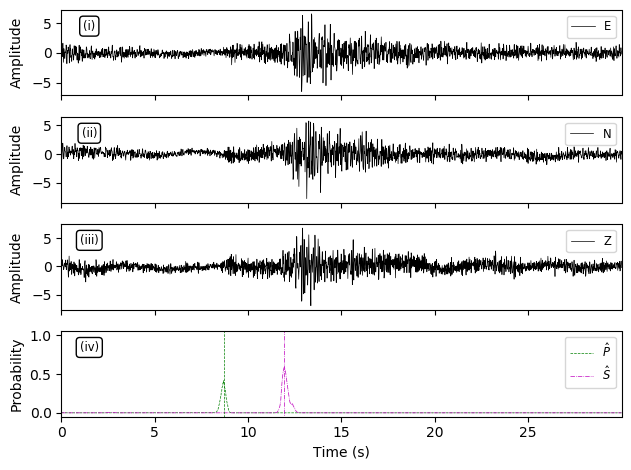 (i)
E
Amplitude
5
0
−5
(ii)
N
Amplitude
5
0
−5
(iii)
Z
Amplitude
5
0
−5
(iv)
P̂
Ŝ
Probability
1.0
0.5
0.0
0 5 10 15 20 25
Time (s)